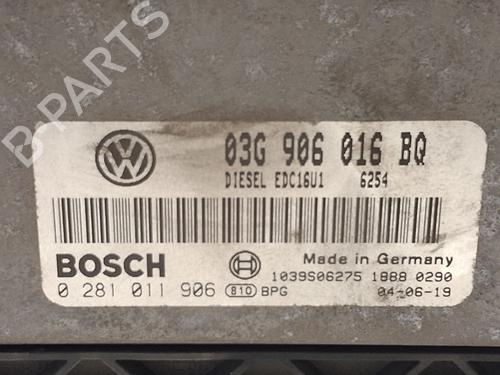 B-PARTS
03G 906 016 BQ
DIESEL EDC16U1 6254
BOSCH
Made in Germany
1039S06275 1868 0290
0 281 011 906 810 BPG 04-06-19